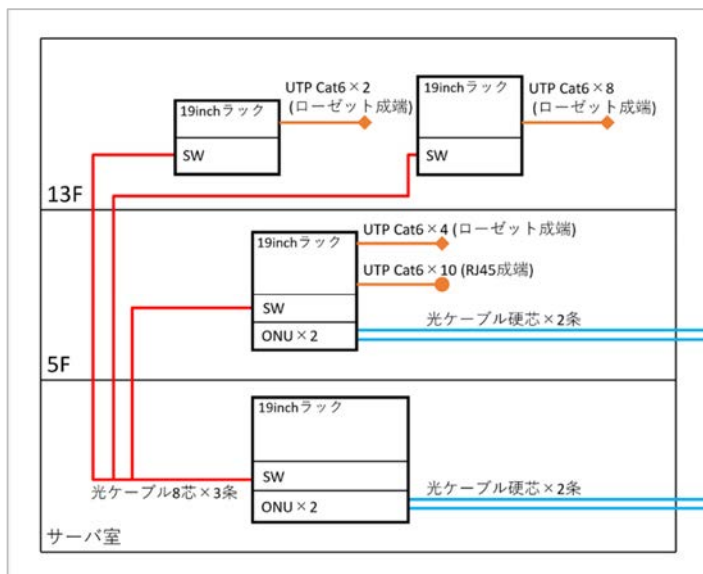 UTP Cat6×2
(ローゼット成端)
UTP Cat6×8
(ローゼット成端)
19inchラック
SW
19inchラック
SW
13F
UTP Cat6×4 (ローゼット成端)
19inchラック
UTP Cat6×10 (RJ45成端)
SW
光ケーブル硬芯×2条
ONU×2
5F
19inchラック
SW
光ケーブル8芯×3条
光ケーブル硬芯×2条
ONU×2
サーバ室